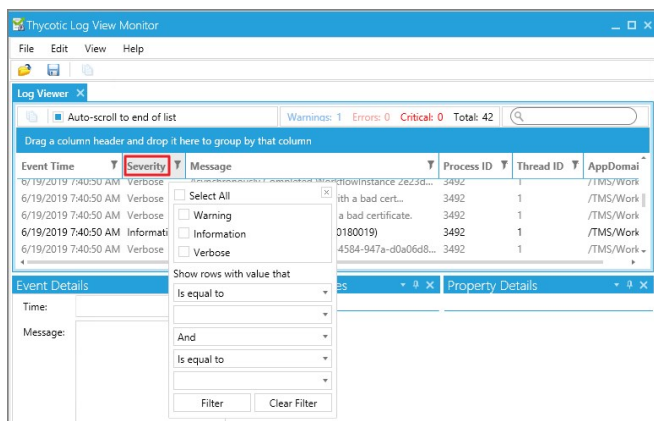 Thycotic Log View Monitor
File Edit View Help
Log Viewer
Auto-scroll to end of list Warnings: 1 Errors: 0 Critical: 0 Total: 42
Drag a column header and drop it here to group by that column
Event Time Severity Message Process ID Thread ID AppDomai
6/19/2019 7:40:50 AM Verbose Asynchronously Completed WorkflowInstance 2e23d... 3492 1 /TMS/Work
6/19/2019 7:40:50 AM Verbose ith a bad cert... 3492 1 /TMS/Work
6/19/2019 7:40:50 AM Verbose a bad certificate. 3492 1 /TMS/Work
6/19/2019 7:40:50 AM Informati 0180019) 3492 1 /TMS/Work
6/19/2019 7:40:50 AM Verbose -4584-947a-d0a06d8... 3492 1 /TMS/Work
Select All
Warning
Information
Verbose
Show rows with value that
Is equal to
And
Is equal to
Filter Clear Filter
Event Details es Property Details
Time:
Message: